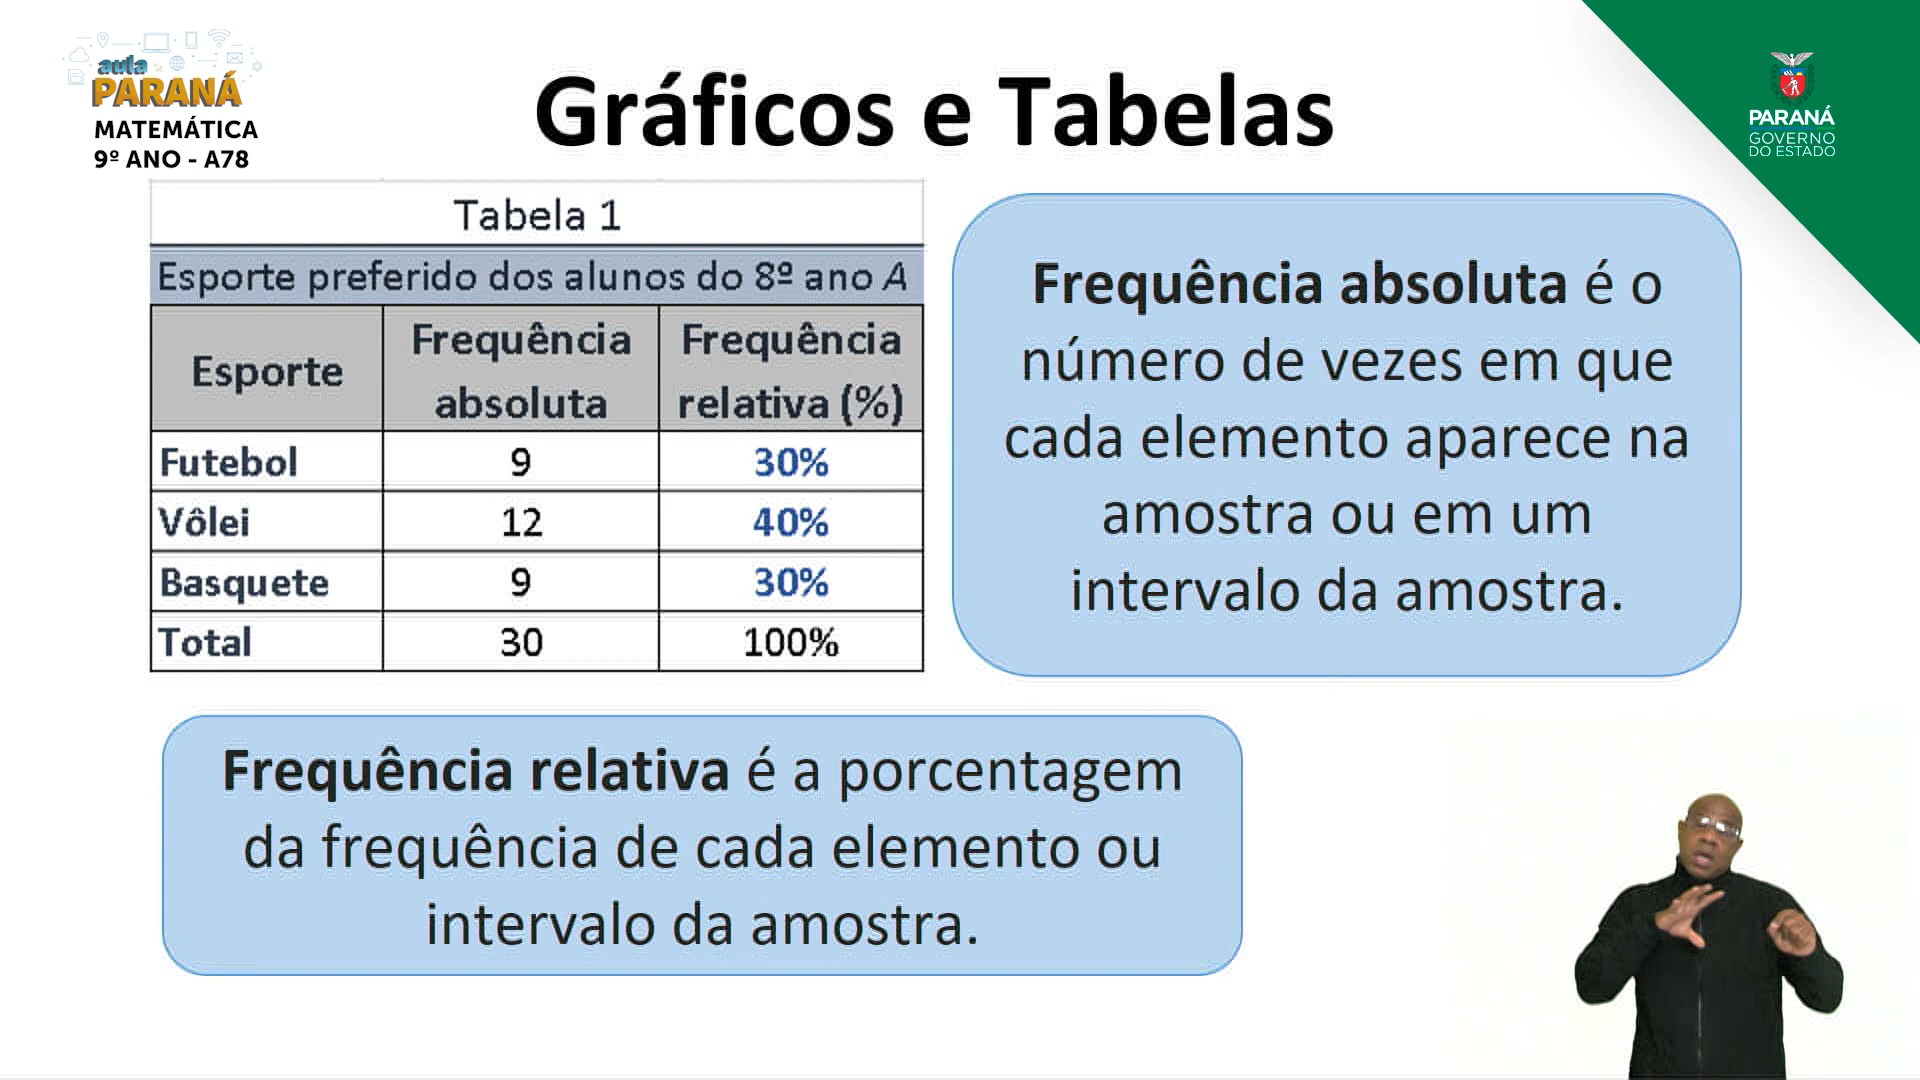 aula
PARANÁ
MATEMÁTICA
9º ANO - A78
Gráficos e Tabelas
PARANÁ
GOVERNO
DO ESTADO
Tabela 1
Esporte preferido dos alunos do 8º ano A
Esporte Frequência absoluta Frequência relativa (%)
Futebol 9 30%
Vôlei 12 40%
Basquete 9 30%
Total 30 100%
Frequência absoluta é o
número de vezes em que
cada elemento aparece na
amostra ou em um
intervalo da amostra.
Frequência relativa é a porcentagem
da frequência de cada elemento ou
intervalo da amostra.